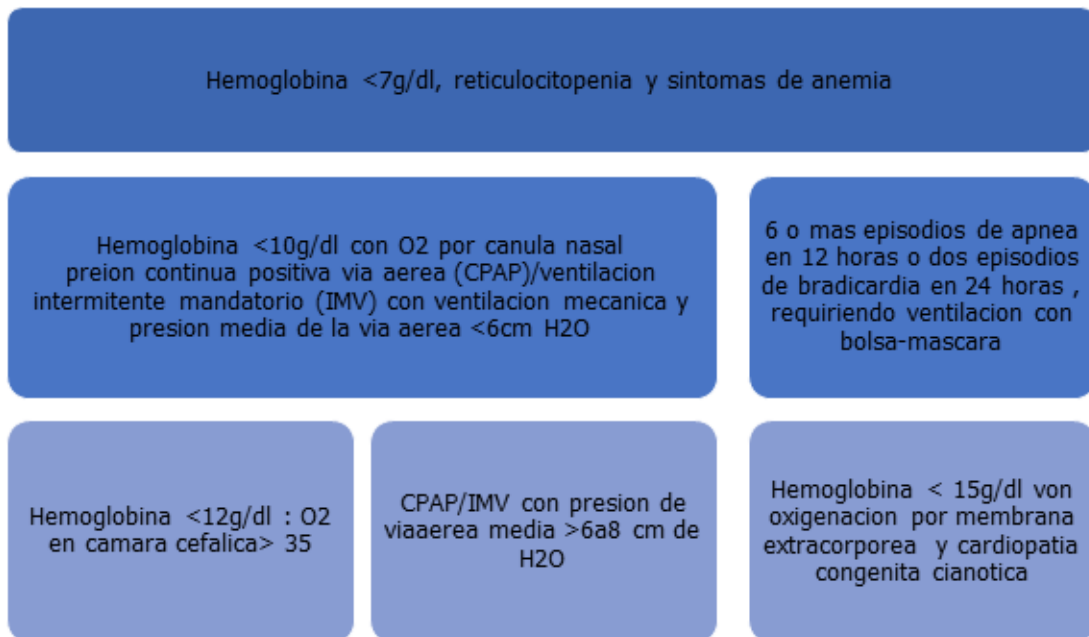 Hemoglobina <7g/dl, reticulocitopenia y sintomas de anemia
Hemoglobina <10g/dl con O2 por canula nasal
preion continua positiva via aerea (CPAP)/ventilacion
intermitente mandatorio (IMV) con ventilacion mecanica y
presion media de la via aerea <6cm H2O
6 o mas episodios de apnea
en 12 horas o dos episodios
de bradicardia en 24 horas ,
requiriendo ventilacion con
bolsa-mascara
Hemoglobina <12g/dl : O2
en camara cefalica> 35
CPAP/IMV con presion de
viaaerea media >6a8 cm de
H2O
Hemoglobina < 15g/dl von
oxigenacion por membrana
extracorporea y cardiopatia
congenita cianotica